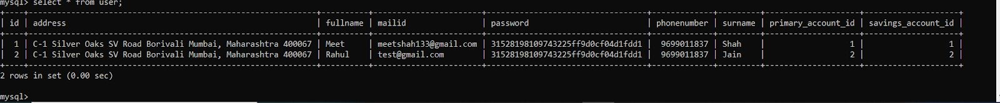 mysql> select * from user;
+----+---------------------------------------------------------+----------+---------------------+----------------------------------+-------------+---------+--------------------+--------------------+
| id | address | fullname | mailid | password | phonenumber | surname | primary_account_id | savings_account_id |
+----+---------------------------------------------------------+----------+---------------------+----------------------------------+-------------+---------+--------------------+--------------------+
| 1 | C-1 Silver Oaks SV Road Borivali Mumbai, Maharashtra 400067 | Meet | meetshah133@gmail.com | 31528198109743225ff9d0cf04d1fdd1 | 9699011837 | Shah | 1 | 1 |
| 2 | C-1 Silver Oaks SV Road Borivali Mumbai, Maharashtra 400067 | Rahul | test@gmail.com | 31528198109743225ff9d0cf04d1fdd1 | 9699011837 | Jain | 2 | 2 |
+----+---------------------------------------------------------+----------+---------------------+----------------------------------+-------------+---------+--------------------+--------------------+
2 rows in set (0.00 sec)
mysql>